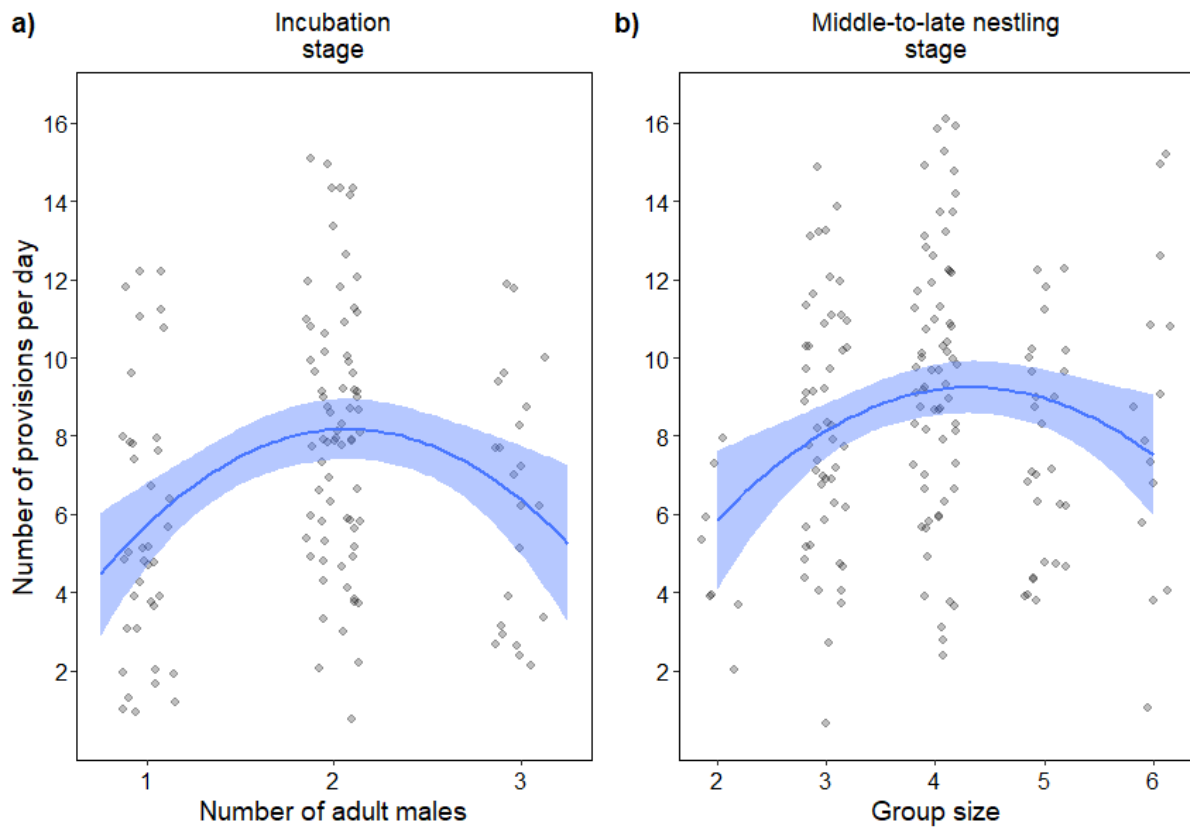 a)
Incubation
stage
Number of provisions per day
16
14
12
10
8
6
4
2
1 2 3
Number of adult males
b)
Middle-to-late nestling
stage
16
14
12
10
8
6
4
2
2 3 4 5 6
Group size